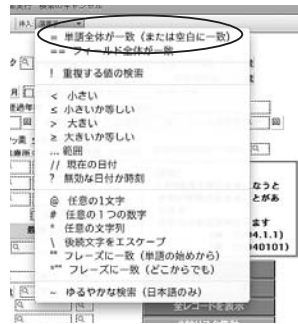 実行 検索のキャンセル
挿入: 演算子
= 単語全体が一致（または空白に一致）
== フィールド全体が一致
! 重複する値の検索
< 小さい
≤ 小さいか等しい
> 大きい
≥ 大きいか等しい
... 範囲
// 現在の日付
? 無効な日付か時刻
@ 任意の1文字
# 任意の1つの数字
* 任意の文字列
\ 後続文字をエスケープ
"" フレーズに一致（単語の始めから）
*"" フレーズに一致（どこからでも）
~ ゆるやかな検索（日本語のみ）
回
回
なうと
とがあ
ます
04.1.1)
040101)
全レコードを表示